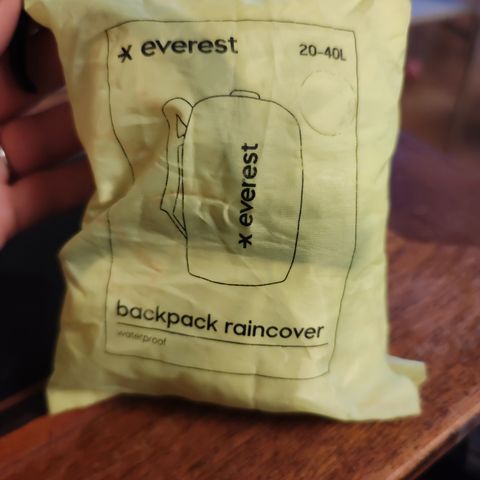 everest
20-40L
everest
backpack raincover
waterproof